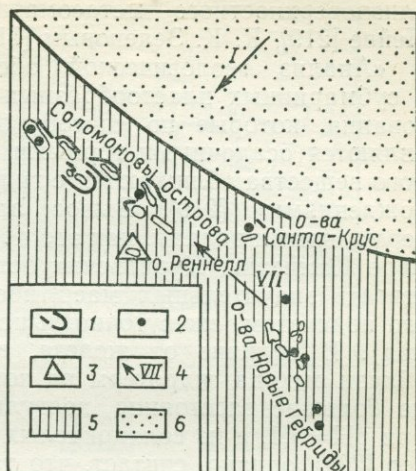 I
Соломоновы острова
о-ва
Санта-Крус
о. Реннелл
VII
о-ва Новые Гебриды
1
2
3
VII 4
5
6